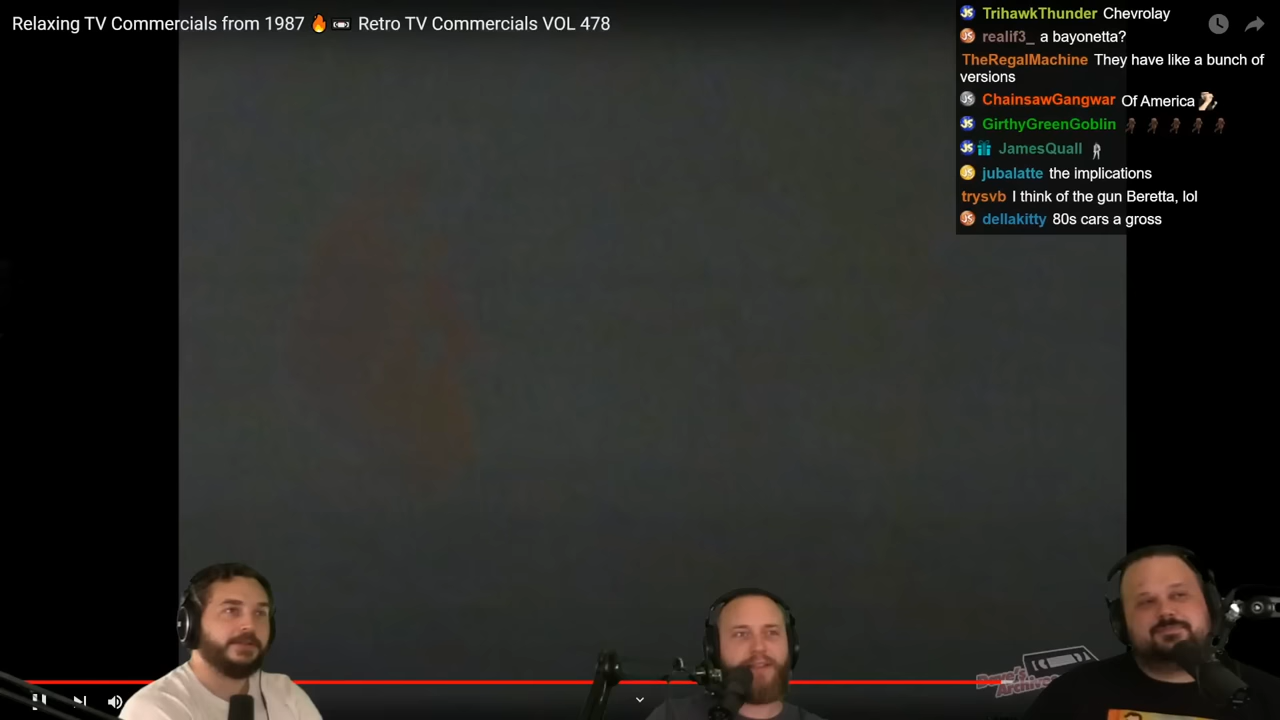 Relaxing TV Commercials from 1987 🔥📼 Retro TV Commercials VOL 478
TrihawkThunder Chevrolay
realif3_ a bayonetta?
TheRegalMachine They have like a bunch of
versions
ChainsawGangwar Of America
GirthyGreenGoblin
JamesQuall
jubalatte the implications
trysvb I think of the gun Beretta, lol
dellakitty 80s cars a gross
Dave's
Archives